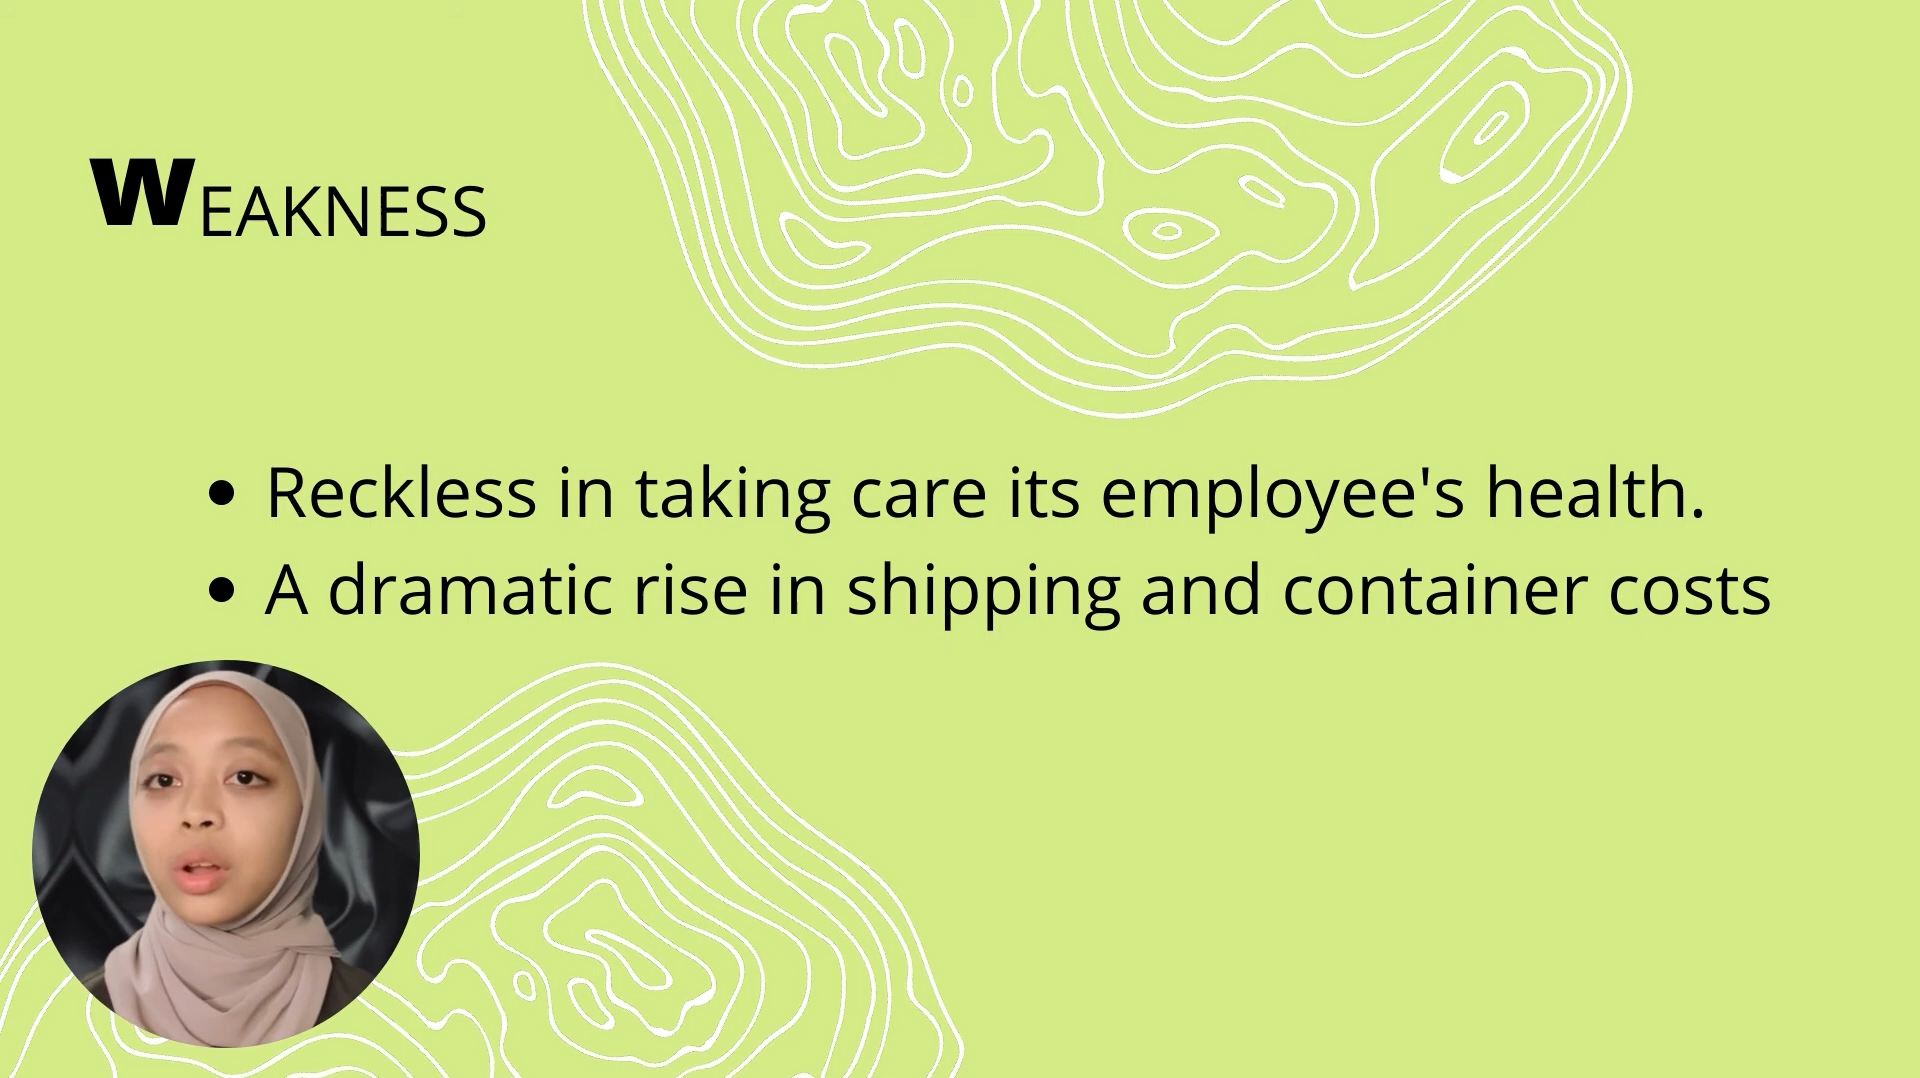 WEAKNESS
Reckless in taking care its employee's health.
A dramatic rise in shipping and container costs